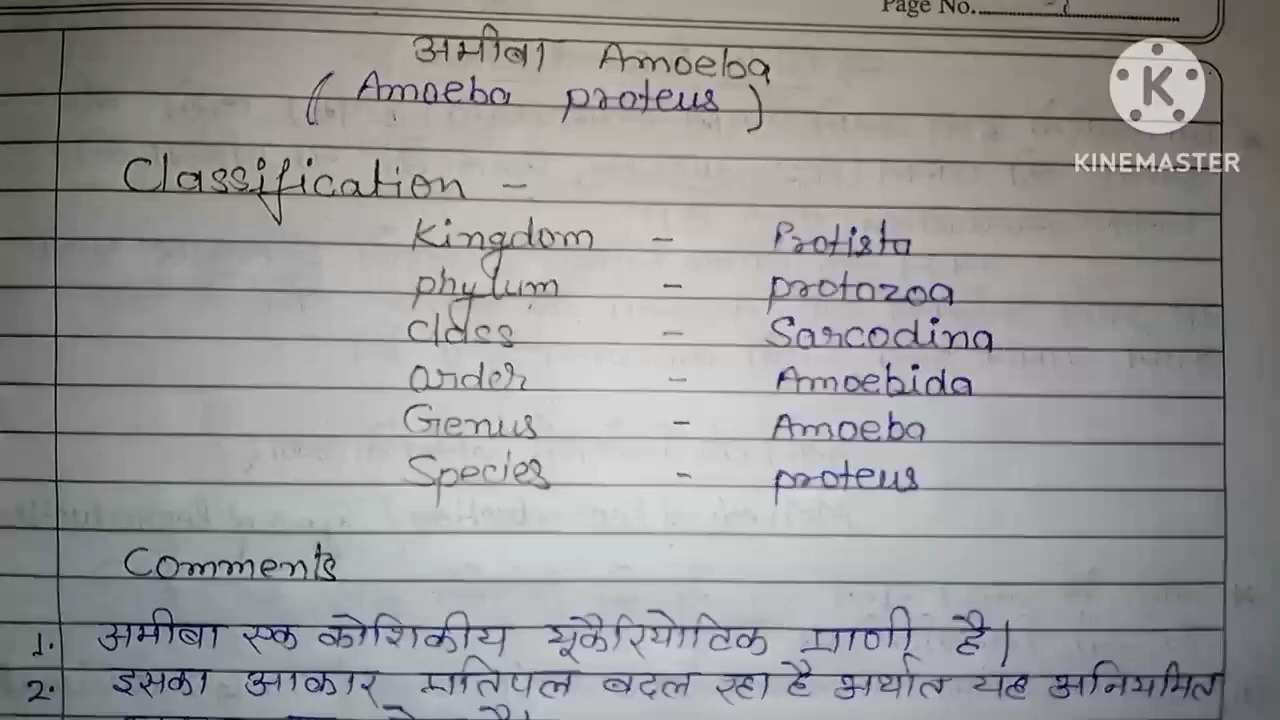 Page No.
अमीबा Amoeba
(Amoeba proteus)
KINEMASTER
Classification -
Kingdom - Protista
phylum - protozoa
Class - Sarcodina
order - Amoebida
Genus - Amoeba
Species - proteus
Comments
1. अमीबा एक कोशिकीय यूकैरियोटिक प्राणी है।
2. इसका आकार प्रतिपल बदल रहा है अर्थात यह अनियमित